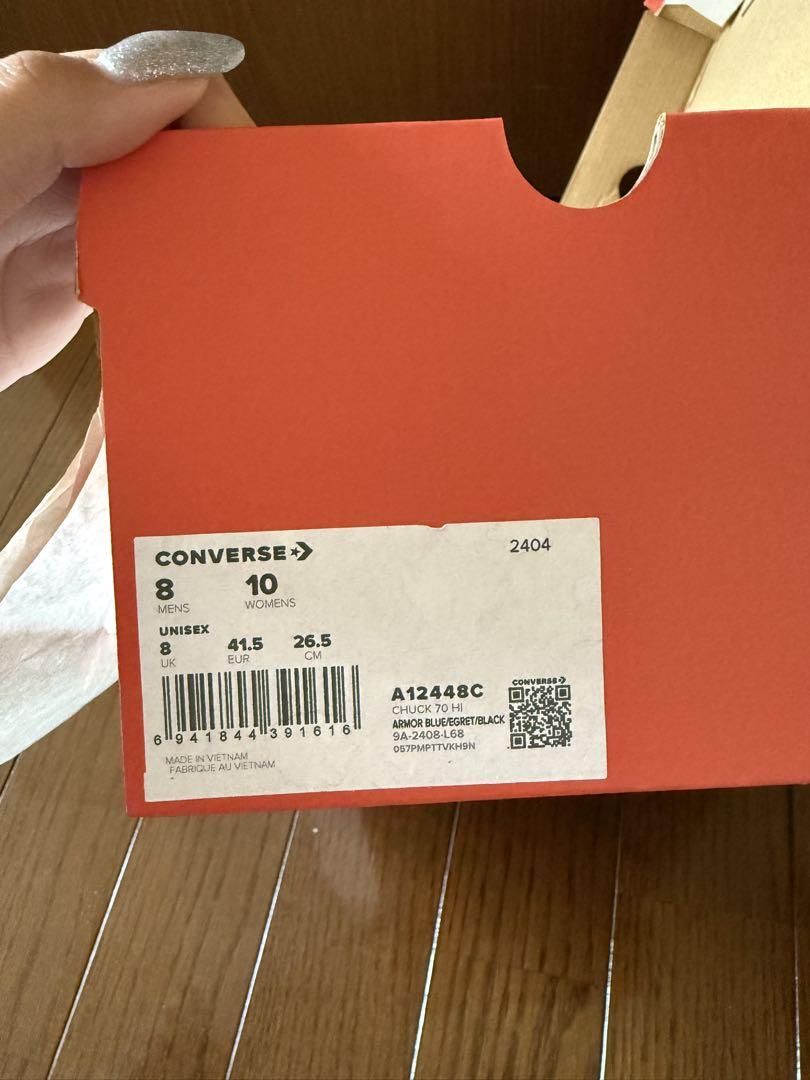 CONVERSE
2404
8 10
MENS WOMENS
UNISEX
8 41.5 26.5
UK EUR CM
6 941844 391616
MADE IN VIETNAM
FABRIQUE AU VIETNAM
A12448C
CHUCK 70 HI
ARMOR BLUE/EGRET/BLACK
9A-2408-L68
057PMPTTVKH9N
CONVERSE